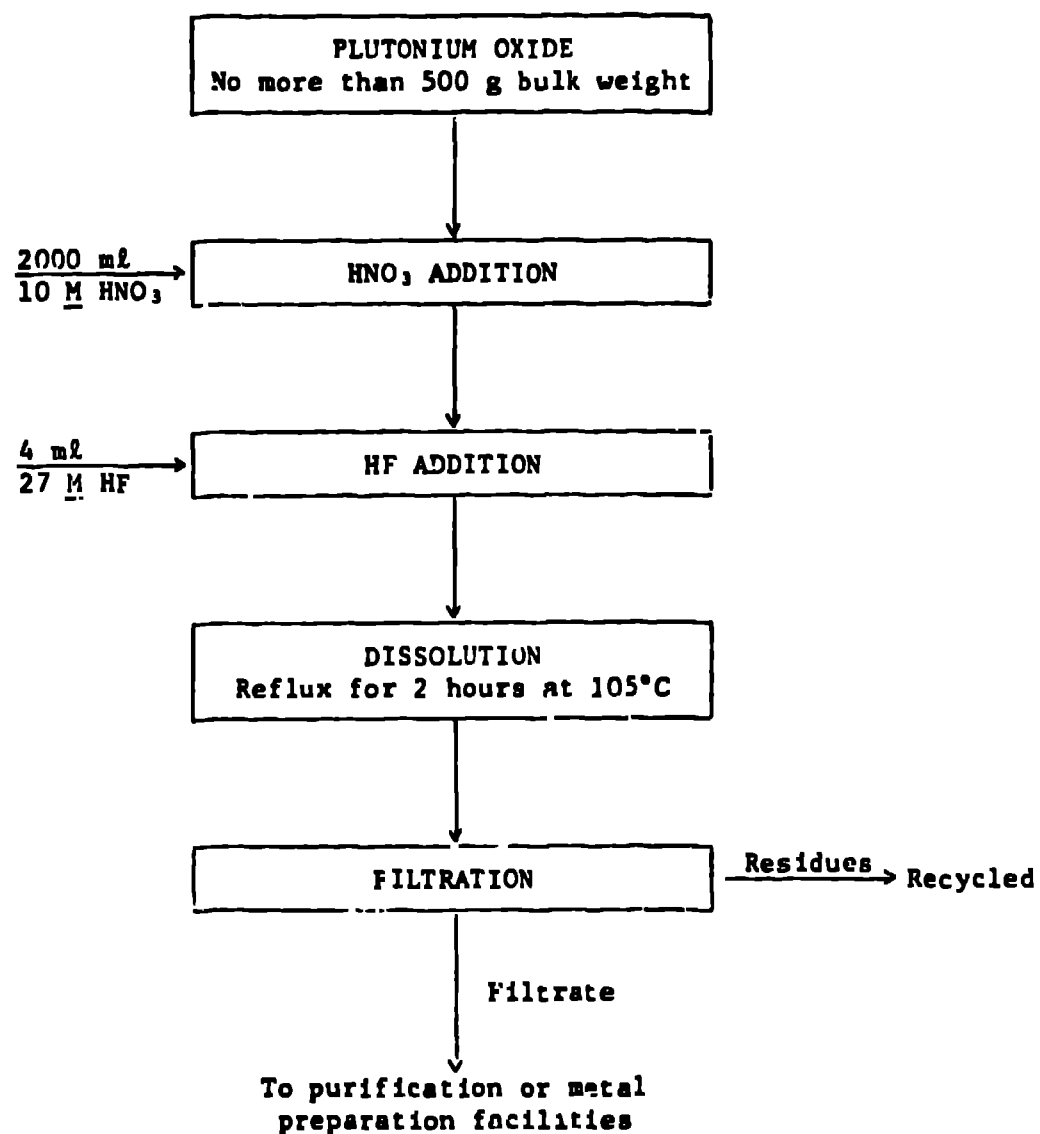 PLUTONIUM OXIDE
No more than 500 g bulk weight
2000 mℓ
10 M HNO₃
HNO₃ ADDITION
4 mℓ
27 M HF
HF ADDITION
DISSOLUTION
Reflux for 2 hours at 105°C
FILTRATION
Residues
Recycled
Filtrate
To purification or metal
preparation facilities